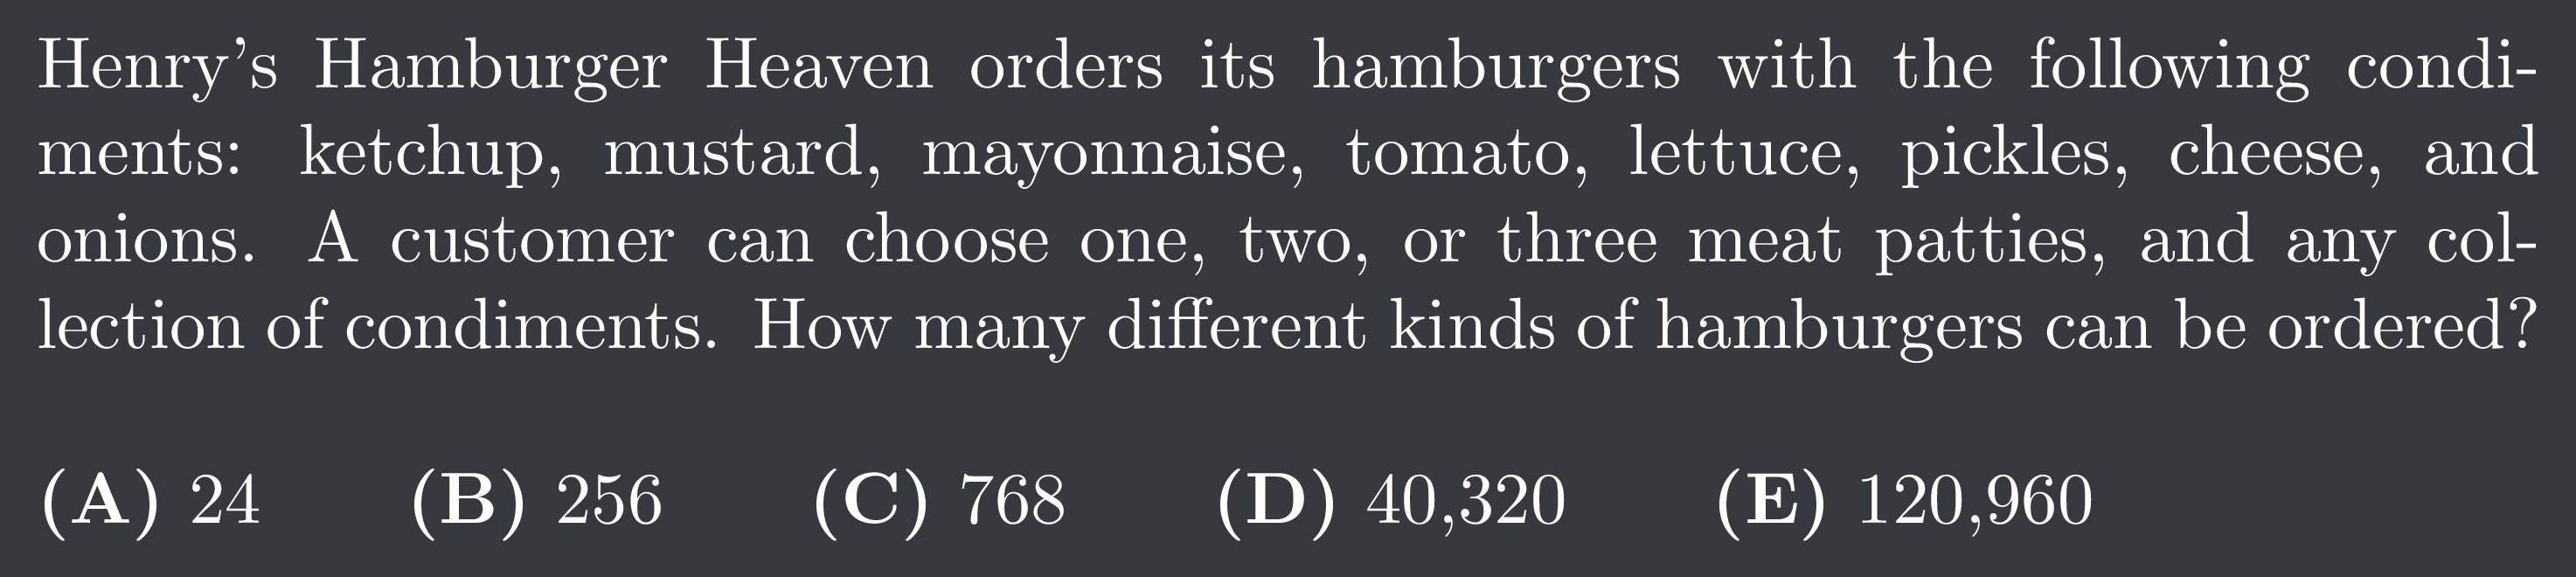 Henry's Hamburger Heaven orders its hamburgers with the following condi-
ments: ketchup, mustard, mayonnaise, tomato, lettuce, pickles, cheese, and
onions. A customer can choose one, two, or three meat patties, and any col-
lection of condiments. How many different kinds of hamburgers can be ordered?
(A) 24 (B) 256 (C) 768 (D) 40,320 (E) 120,960